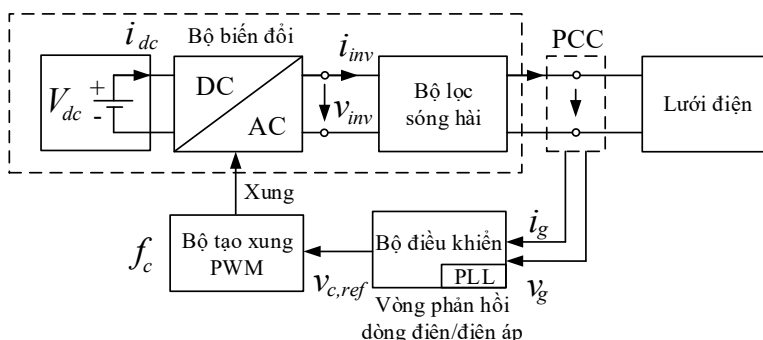 i_dc
Bộ biến đổi
i_inv
PCC
V_dc
+
-
DC
AC
v_inv
Bộ lọc
sóng hài
Lưới điện
Xung
f_c
Bộ tạo xung
PWM
v_c,ref
Bộ điều khiển
PLL
i_g
v_g
Vòng phản hồi
dòng điện/điện áp